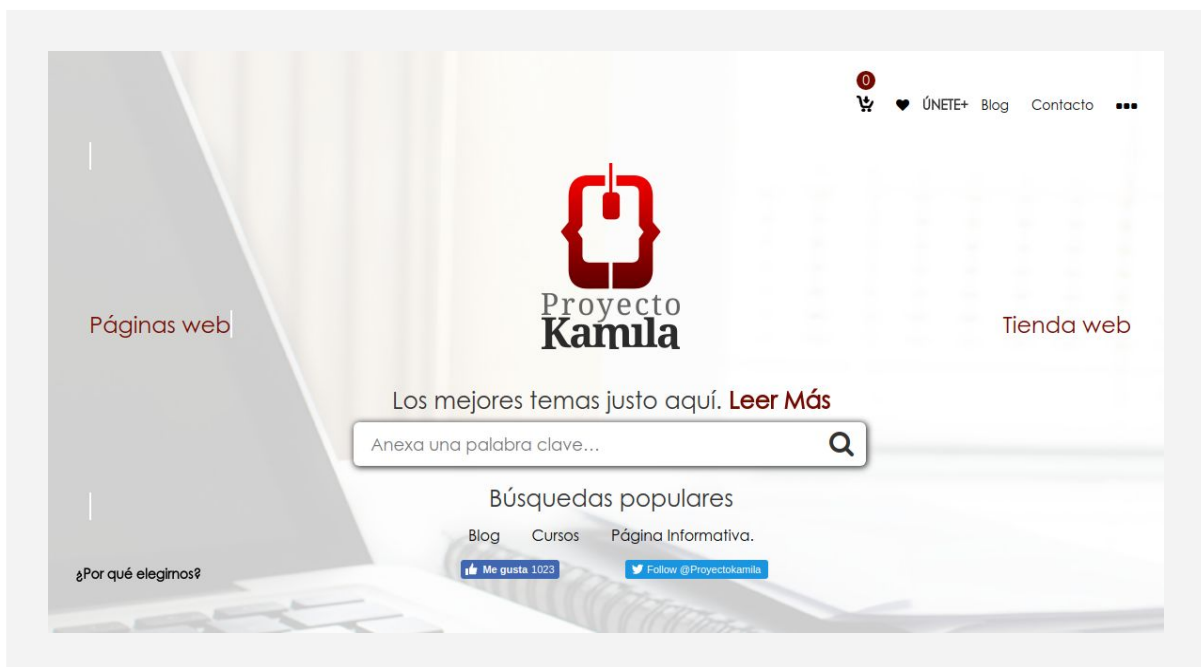 0
ÚNETE+ Blog Contacto
Proyecto
Kamila
Páginas web
Tienda web
Los mejores temas justo aquí. Leer Más
Anexa una palabra clave...
Búsquedas populares
Blog Cursos Página Informativa.
Me gusta 1023 Follow @Proyectokamila
¿Por qué elegirnos?